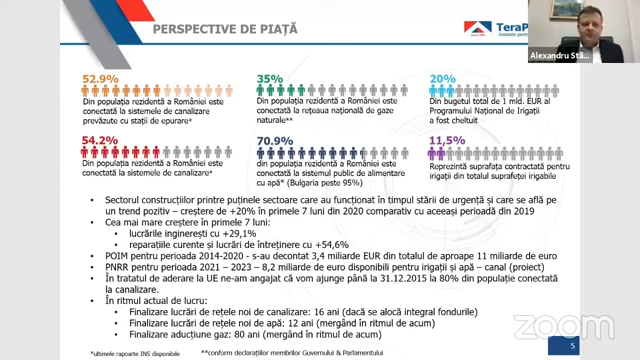 PERSPECTIVE DE PIAȚĂ
TeraP
Alexandru Stă...
52.9%
Din populația rezidentă a României este
conectată la sistemele de canalizare
prevăzute cu stații de epurare*
35%
Din populația rezidentă a României este
conectată la rețeaua națională de gaze
naturale**
20%
Din bugetul total de 1 mld. EUR al
Programului Național de Irigații
a fost cheltuit
54.2%
Din populația rezidentă a României este
conectată la sistemele de canalizare*
70.9%
din populația rezidentă a României este
conectată la sistemul public de alimentare
cu apă* (Bulgaria peste 95%)
11,5%
Reprezintă suprafața contractată pentru
irigații din totalul suprafeței irigabile
• Sectorul construcțiilor printre puținele sectoare care au funcționat în timpul stării de urgență și care se află pe
un trend pozitiv – creștere de +20% în primele 7 luni din 2020 comparativ cu aceeași perioadă din 2019
• Cea mai mare creștere în primele 7 luni:
• lucrările inginerești cu +29,1%
• reparațiile curente și lucrări de întreținere cu +54,6%
• POIM pentru perioada 2014-2020 - s-au decontat 3,4 miliarde EUR din totalul de aproape 11 miliarde de euro
• PNRR pentru perioada 2021 – 2023 – 8,2 miliarde de euro disponibili pentru irigații și apă – canal (proiect)
• În tratatul de aderare la UE ne-am angajat că vom ajunge până la 31.12.2015 la 80% din populație conectată
la canalizare.
• În ritmul actual de lucru:
• Finalizare lucrări de rețele noi de canalizare: 16 ani (dacă se alocă integral fondurile)
• Finalizare lucrări de rețele noi de apă: 12 ani (mergând în ritmul de acum)
• Finalizare aducțiune gaz: 80 ani (mergând în ritmul de acum)
*ultimele rapoarte INS disponibile
**conform declarațiilor membrilor Guvernului & Parlamentului
5
zoom